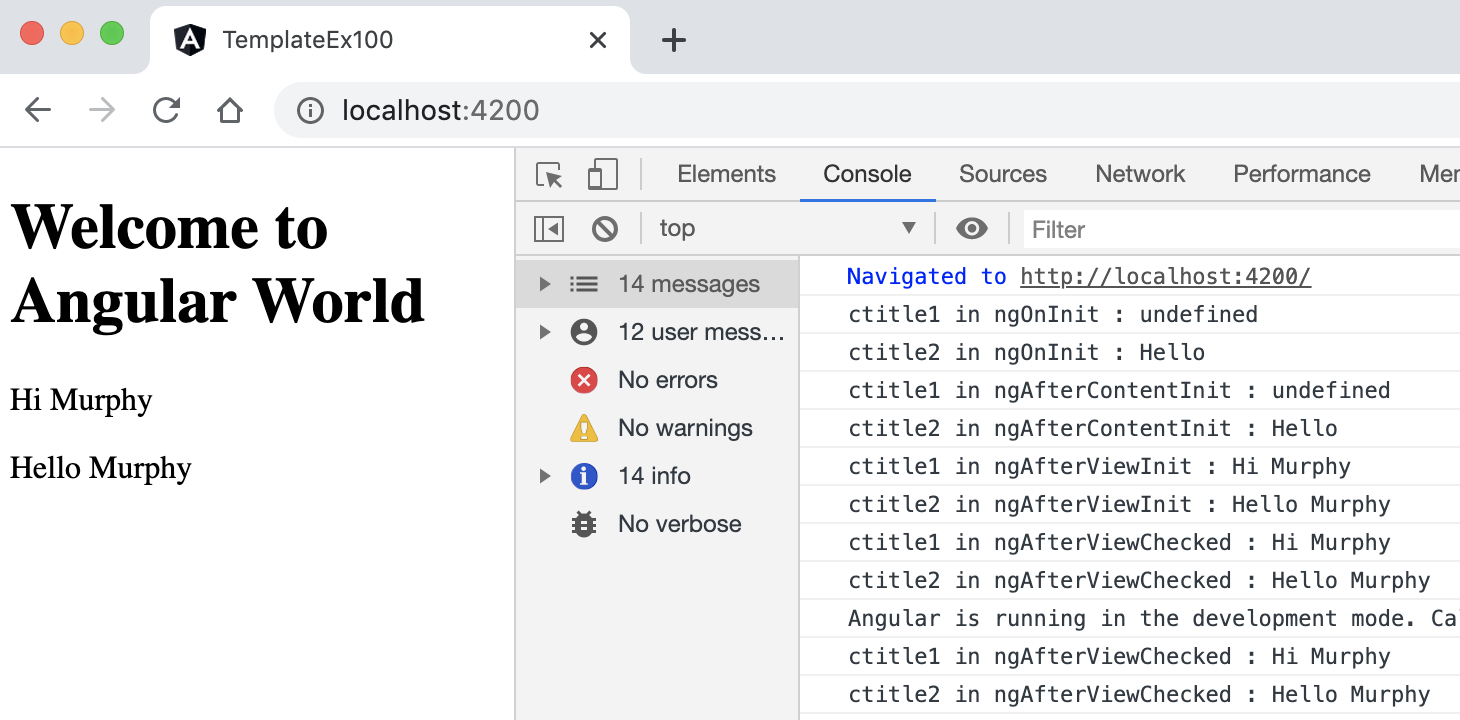 TemplateEx100
localhost:4200
Welcome to
Angular World
Hi Murphy
Hello Murphy
Elements Console Sources Network Performance Mer
top Filter
14 messages
12 user mess…
No errors
No warnings
14 info
No verbose
Navigated to http://localhost:4200/
ctitle1 in ngOnInit : undefined
ctitle2 in ngOnInit : Hello
ctitle1 in ngAfterContentInit : undefined
ctitle2 in ngAfterContentInit : Hello
ctitle1 in ngAfterViewInit : Hi Murphy
ctitle2 in ngAfterViewInit : Hello Murphy
ctitle1 in ngAfterViewChecked : Hi Murphy
ctitle2 in ngAfterViewChecked : Hello Murphy
Angular is running in the development mode. Ca
ctitle1 in ngAfterViewChecked : Hi Murphy
ctitle2 in ngAfterViewChecked : Hello Murphy